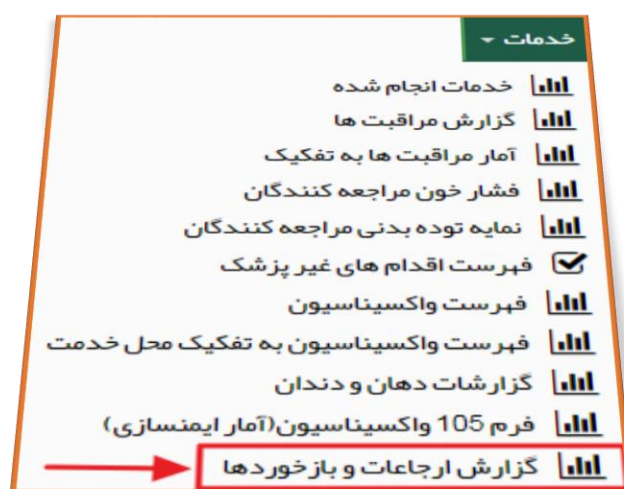 خدمات
خدمات انجام شده
گزارش مراقبت ها
آمار مراقبت ها به تفکیک
فشار خون مراجعه کنندگان
نمایه توده بدنی مراجعه کنندگان
فهرست اقدام های غیر پزشک
فهرست واکسیناسیون
فهرست واکسیناسیون به تفکیک محل خدمت
گزارشات دهان و دندان
فرم 105 واکسیناسیون(آمار ایمنسازی)
گزارش ارجاعات و بازخوردها